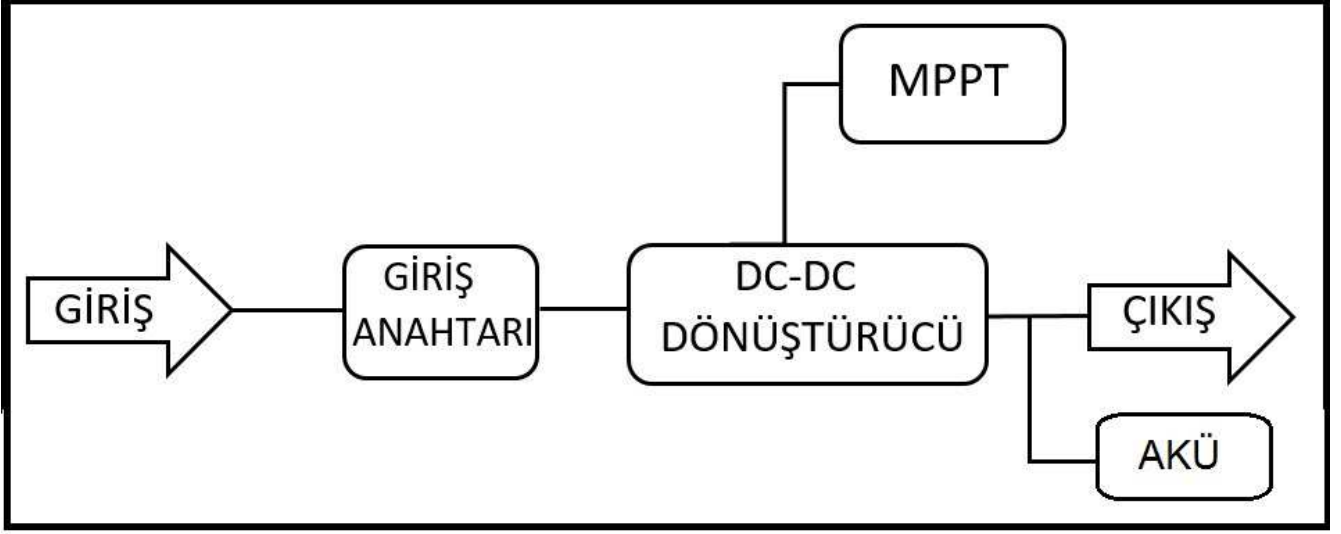 MPPT
GİRİŞ
GİRİŞ
ANAHTARI
DC-DC
DÖNÜŞTÜRÜCÜ
ÇIKIŞ
AKÜ